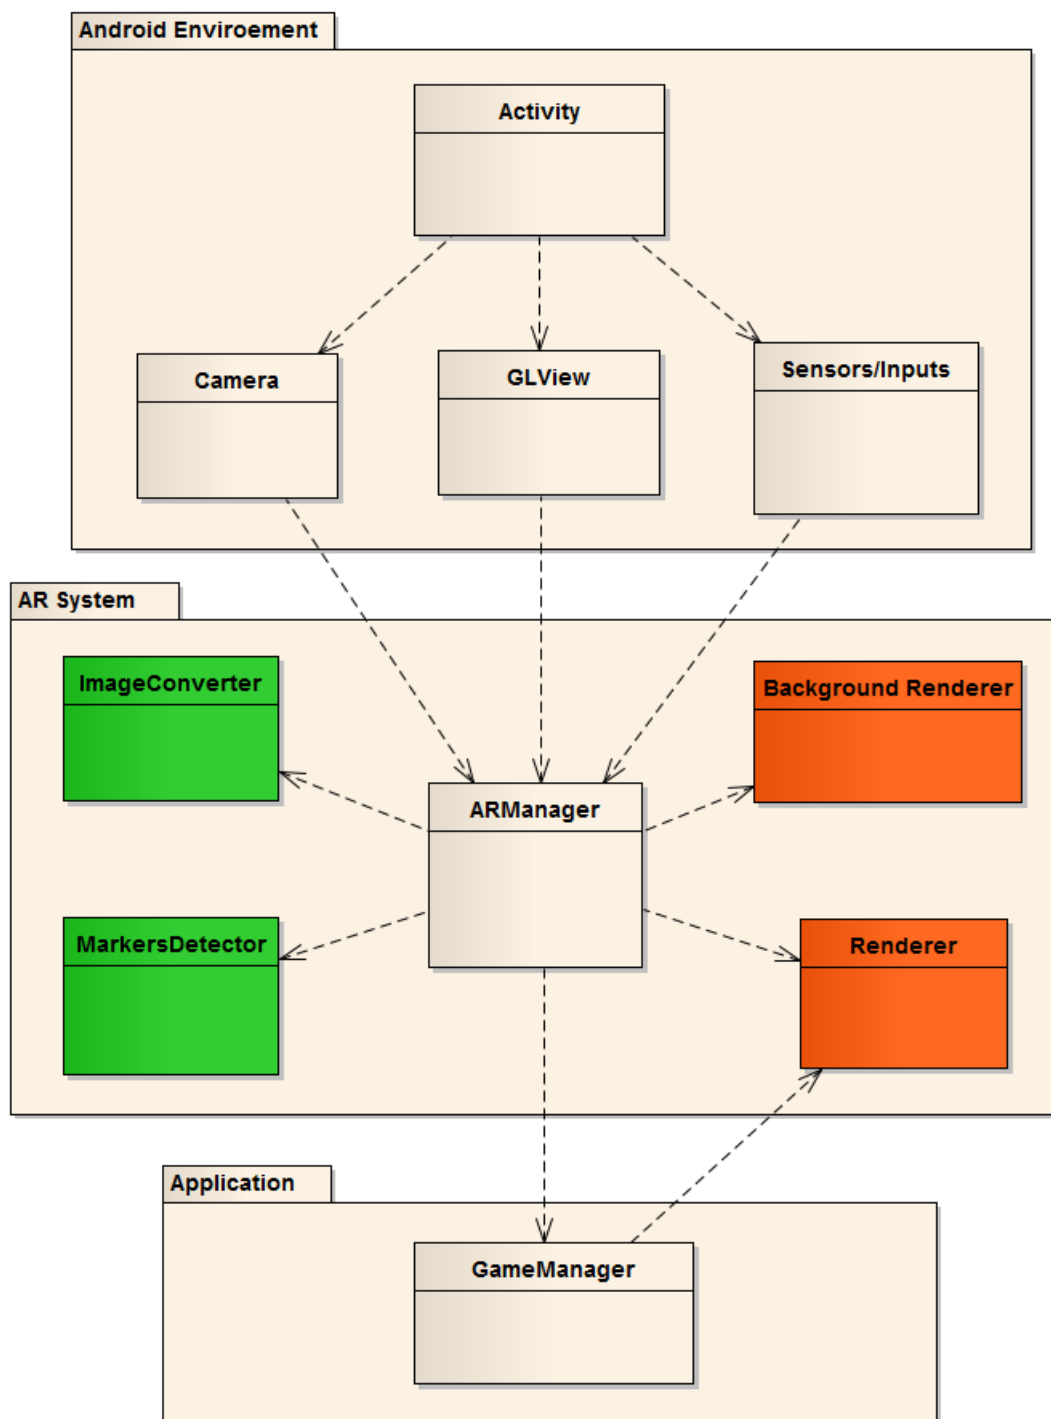 Android Enviroement
Activity
Camera
GLView
Sensors/Inputs
AR System
ImageConverter
Background Renderer
ARManager
MarkersDetector
Renderer
Application
GameManager